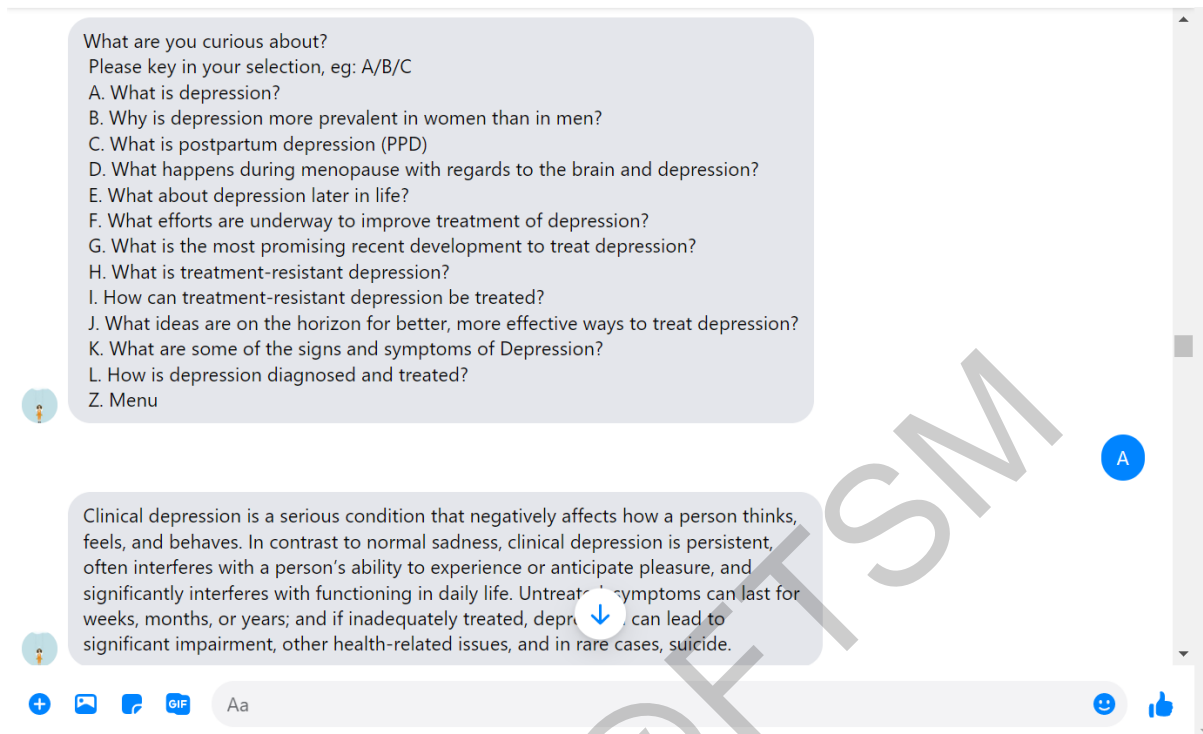 What are you curious about?
Please key in your selection, eg: A/B/C
A. What is depression?
B. Why is depression more prevalent in women than in men?
C. What is postpartum depression (PPD)
D. What happens during menopause with regards to the brain and depression?
E. What about depression later in life?
F. What efforts are underway to improve treatment of depression?
G. What is the most promising recent development to treat depression?
H. What is treatment-resistant depression?
I. How can treatment-resistant depression be treated?
J. What ideas are on the horizon for better, more effective ways to treat depression?
K. What are some of the signs and symptoms of Depression?
L. How is depression diagnosed and treated?
Z. Menu
A
Clinical depression is a serious condition that negatively affects how a person thinks,
feels, and behaves. In contrast to normal sadness, clinical depression is persistent,
often interferes with a person's ability to experience or anticipate pleasure, and
significantly interferes with functioning in daily life. symptoms can last for
weeks, months, or years; and if inadequately treated, can lead to
significant impairment, other health-related issues, and in rare cases, suicide.
GIF
Aa
FTSM